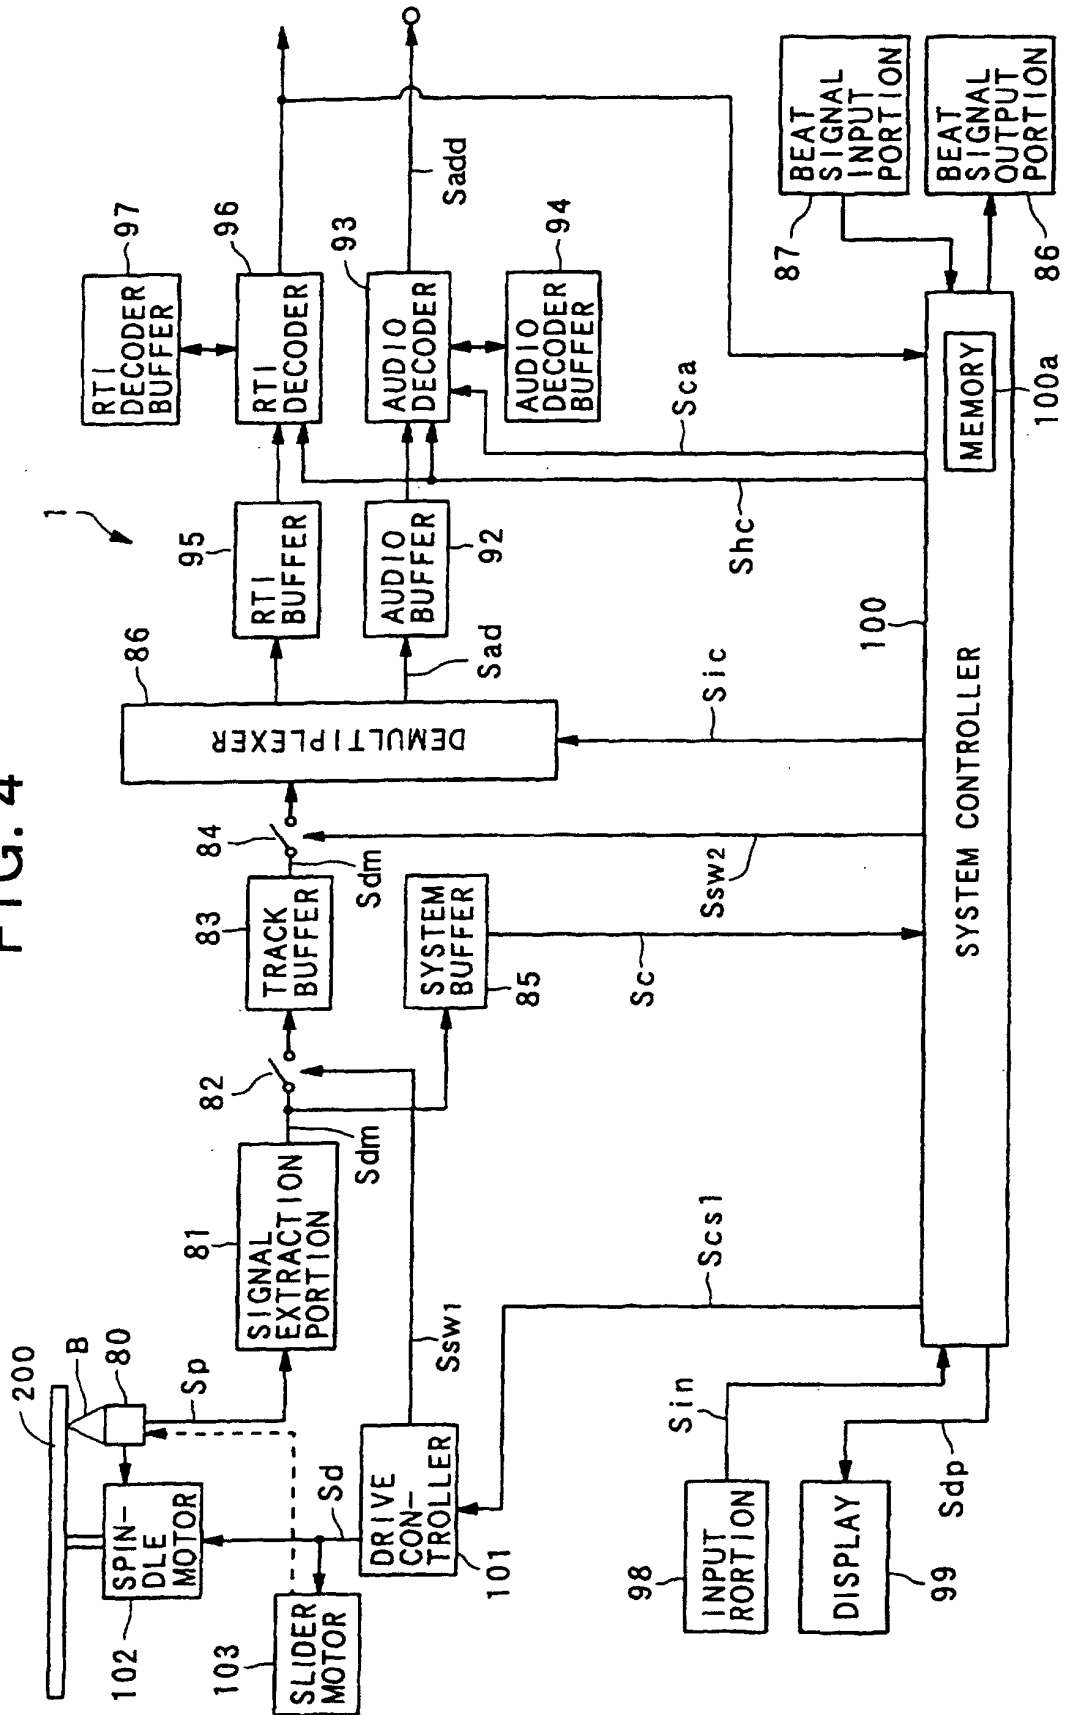 FIG. 4
1
200
B
80
Sp
102
SPIN-
DLE
MOTOR
103
SLIDER
MOTOR
Sd
DRIVE
CON-
TROLLER
101
81
SIGNAL
EXTRACTION
PORTION
Sdm
Ssw1
82
83
TRACK
BUFFER
84
Sdm
SYSTEM
BUFFER
85
86
DEMULTIPLEXER
95
RTI
BUFFER
Sad
AUDIO
BUFFER
92
97
RTI
DECODER
BUFFER
96
RTI
DECODER
93
AUDIO
DECODER
94
AUDIO
DECODER
BUFFER
Sadd
98
INPUT
RORTION
99
DISPLAY
Sin
Sdp
Scs1
Sc
Ssw2
Sic
Shc
Sca
100
SYSTEM CONTROLLER
MEMORY
100a
87
BEAT
SIGNAL
INPUT
PORTION
86
BEAT
SIGNAL
OUTPUT
PORTION